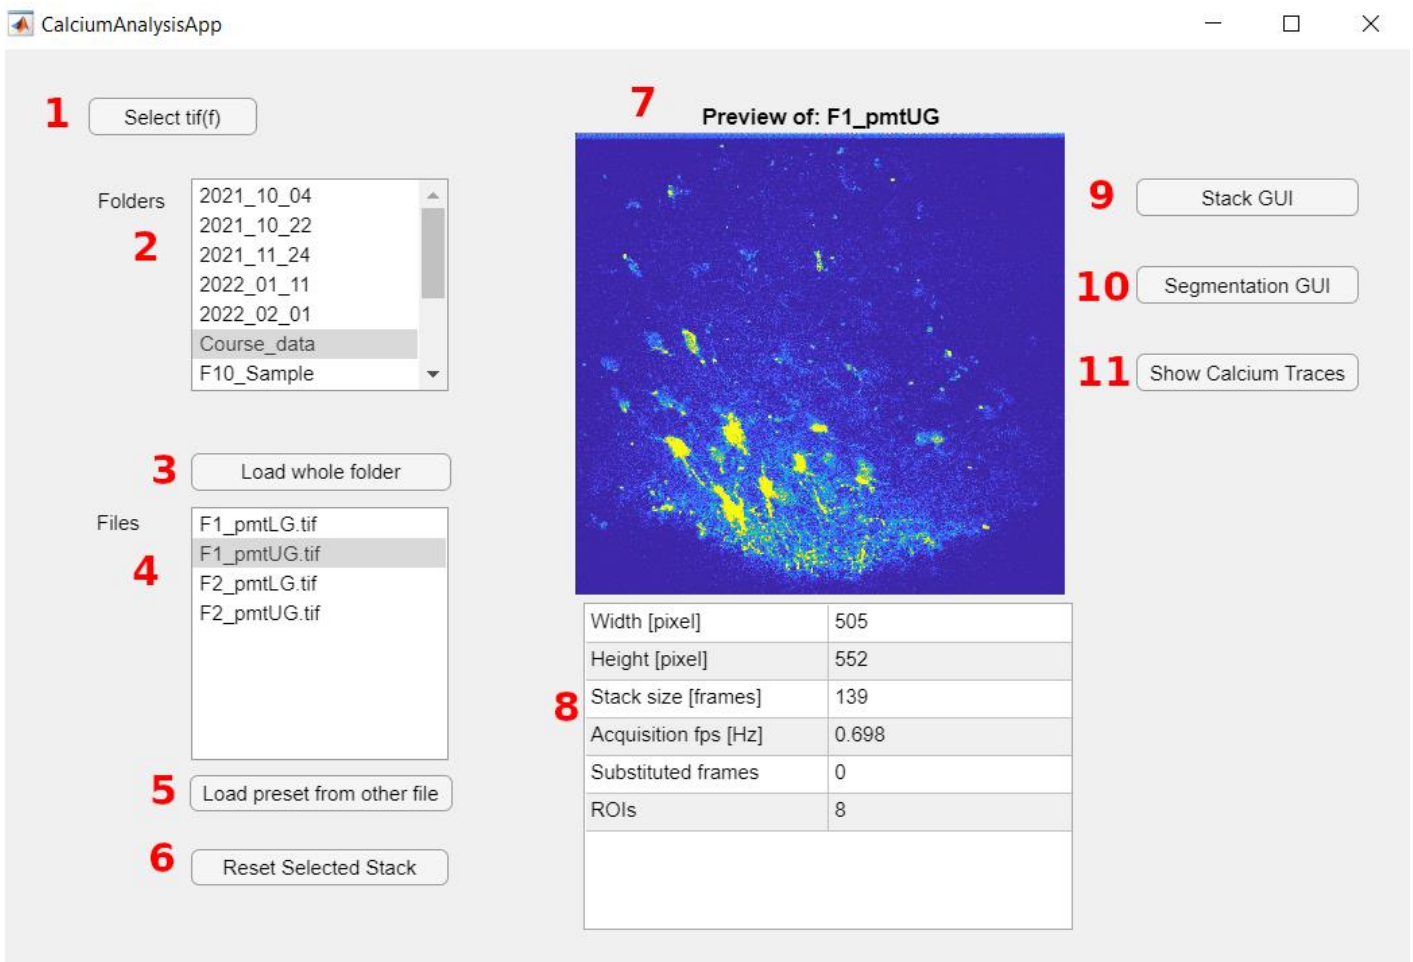 CalciumAnalysisApp
1 Select tif(f)
Folders
2
2021_10_04
2021_10_22
2021_11_24
2022_01_11
2022_02_01
Course_data
F10_Sample
3 Load whole folder
Files
4
F1_pmtLG.tif
F1_pmtUG.tif
F2_pmtLG.tif
F2_pmtUG.tif
5 Load preset from other file
6 Reset Selected Stack
7
Preview of: F1_pmtUG
8
Width [pixel] 505
Height [pixel] 552
Stack size [frames] 139
Acquisition fps [Hz] 0.698
Substituted frames 0
ROIs 8
9 Stack GUI
10 Segmentation GUI
11 Show Calcium Traces